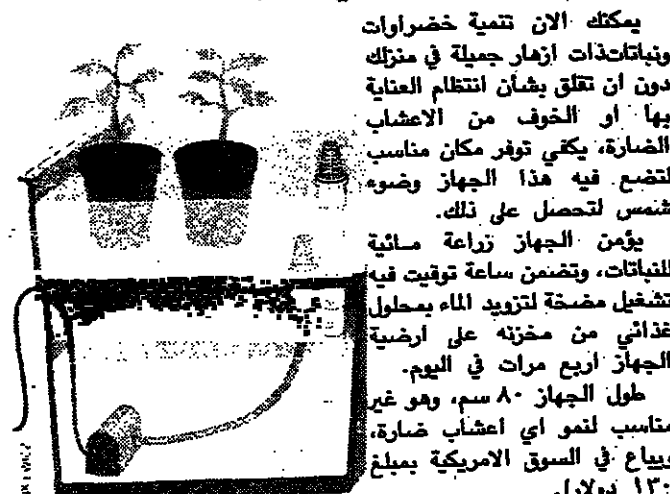 يمكنك الان تنمية خضراوات
ونباتات ذات ازهار جميلة في منزلك
دون ان تقلق بشأن انتظام العناية
بها او الخوف من الاعشاب
الضارة، يكفي توفر مكان مناسب
لتضع فيه هذا الجهاز وضوء
شمس لتحصل على ذلك.
يؤمن الجهاز زراعة مائية
للنباتات، وتضمن ساعة توقيت فيه
تشغيل مضخة لتزويد الماء بمحلول
غذائي من مخزنه على ارضية
الجهاز اربع مرات في اليوم.
طول الجهاز ٨٠ سم، وهو غير
مناسب لنمو اي اعشاب ضارة،
ويباع في السوق الامريكية بمبلغ
١٣٠ دولارا.